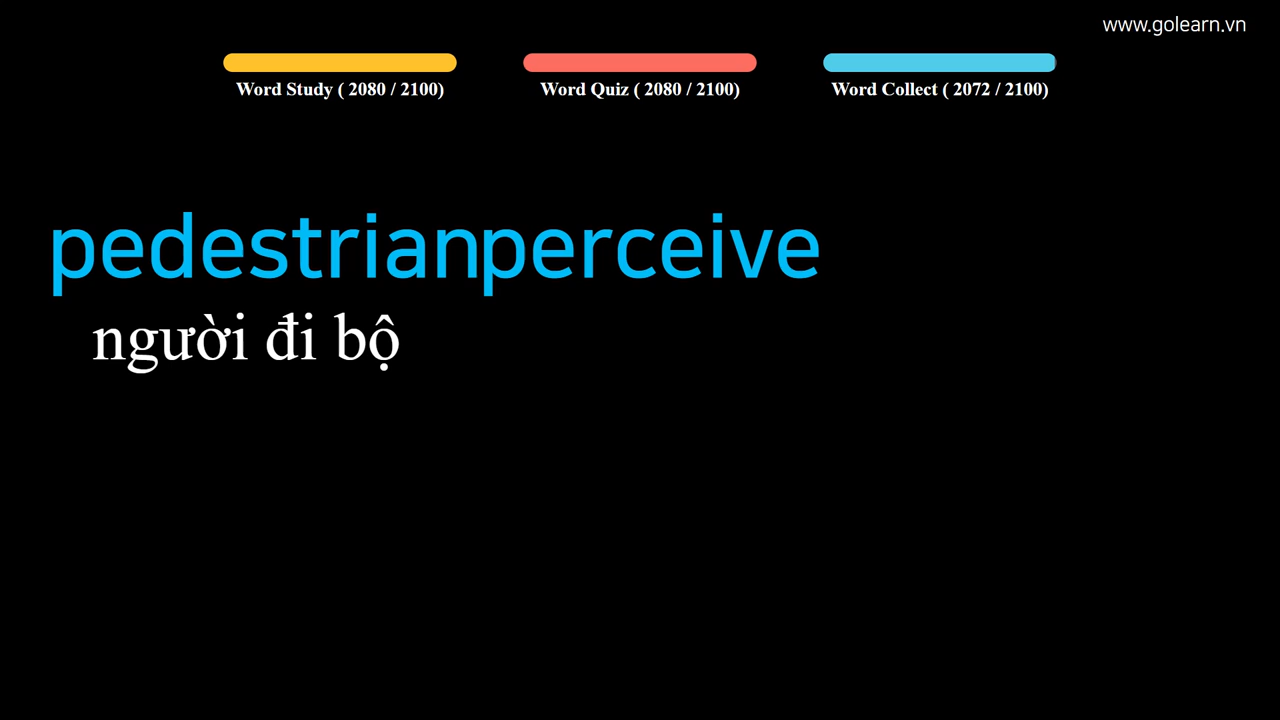 www.golearn.vn
Word Study ( 2080 / 2100)
Word Quiz ( 2080 / 2100)
Word Collect ( 2072 / 2100)
pedestrianperceive
người đi bộ